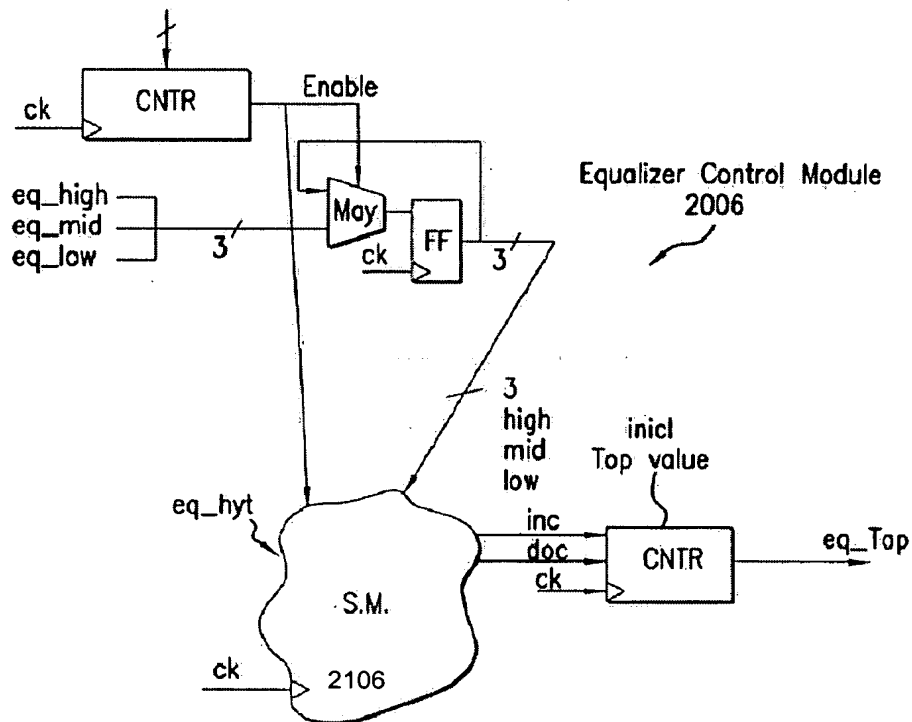 CNTR
ck
Enable
eq_high
eq_mid
eq_low
3
May
FF
ck
3
Equalizer Control Module
2006
3
high
mid
low
inicl
Top value
eq_hyt
inc
doc
ck
CNTR
eq_Tap
S.M.
ck
2106